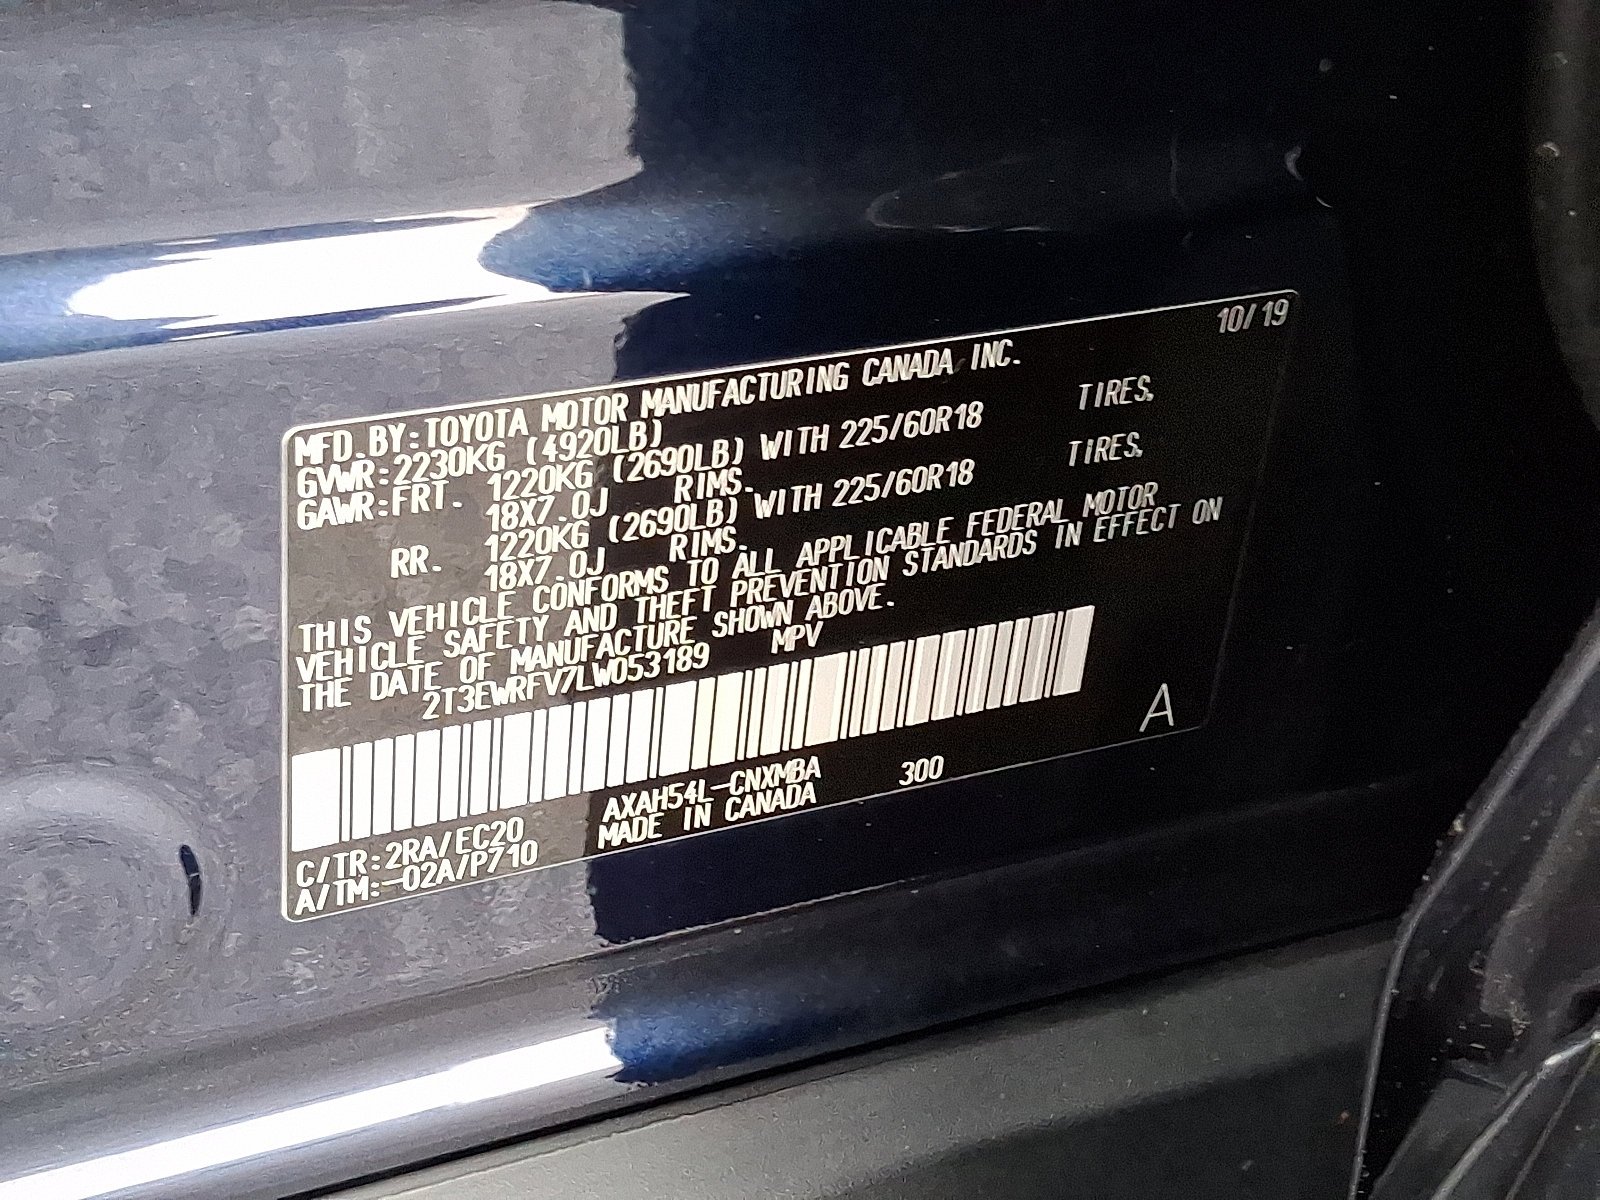 10/19
MFD. BY: TOYOTA MOTOR MANUFACTURING CANADA INC.
GVWR: 2230KG (4920LB)
GAWR: FRT. 1220KG (2690LB) WITH 225/60R18 TIRES,
18X7.0J RIMS.
RR. 1220KG (2690LB) WITH 225/60R18 TIRES,
18X7.0J RIMS.
THIS VEHICLE CONFORMS TO ALL APPLICABLE FEDERAL MOTOR
VEHICLE SAFETY AND THEFT PREVENTION STANDARDS IN EFFECT ON
THE DATE OF MANUFACTURE SHOWN ABOVE.
2T3EWRFV7LW053189 MPV
A
AXAH54L-CNXMBA 300
MADE IN CANADA
C/TR: 2RA/EC20
A/TM: -02A/P710